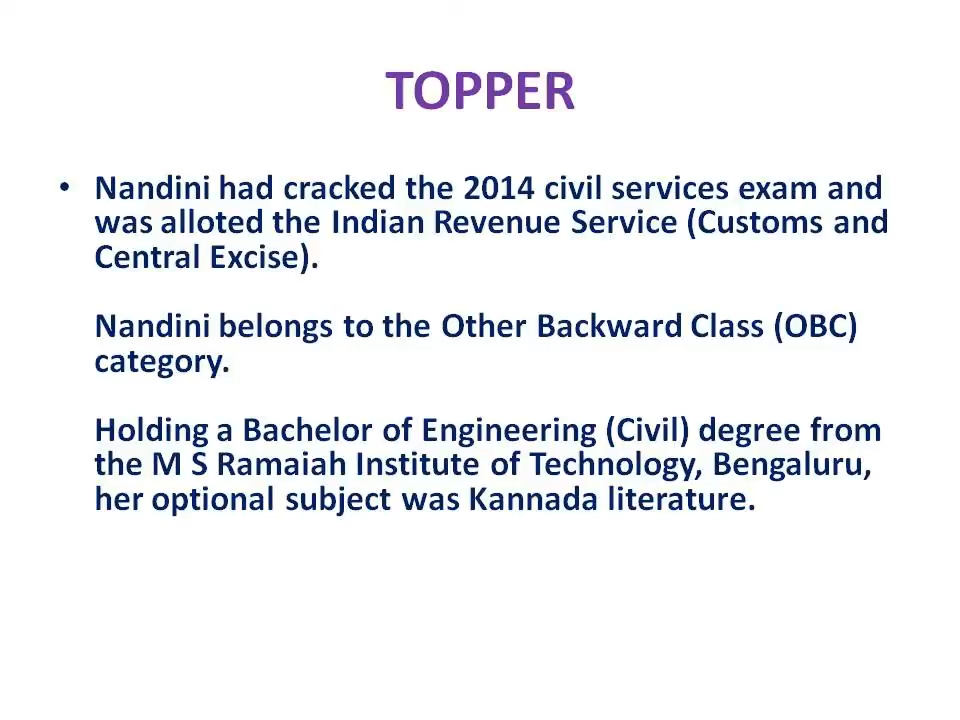 TOPPER
• Nandini had cracked the 2014 civil services exam and
was alloted the Indian Revenue Service (Customs and
Central Excise).
Nandini belongs to the Other Backward Class (OBC)
category.
Holding a Bachelor of Engineering (Civil) degree from
the M S Ramaiah Institute of Technology, Bengaluru,
her optional subject was Kannada literature.